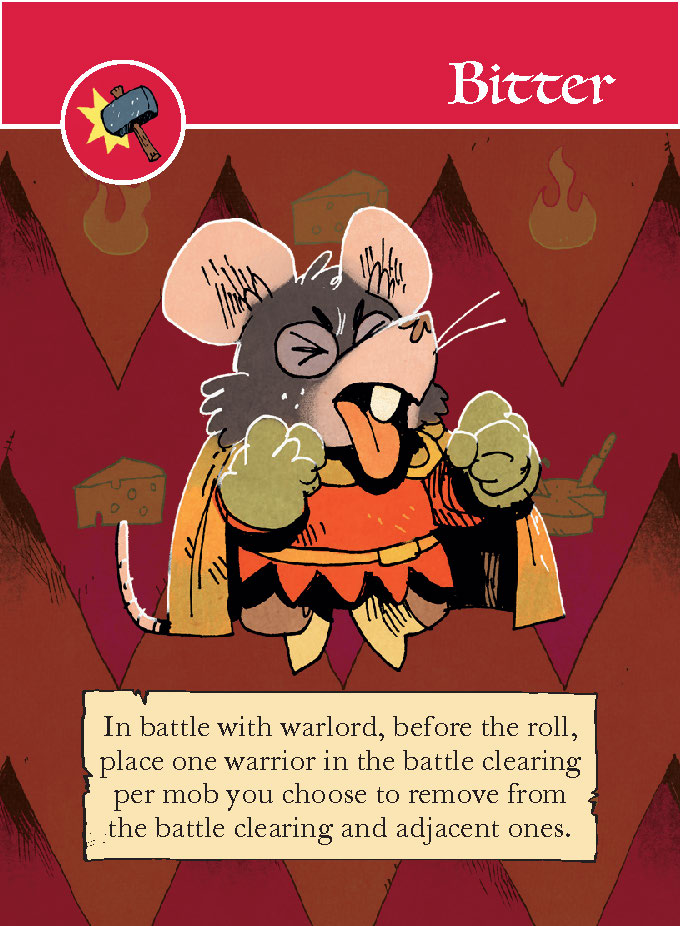 Bitter
In battle with warlord, before the roll,
place one warrior in the battle clearing
per mob you choose to remove from
the battle clearing and adjacent ones.